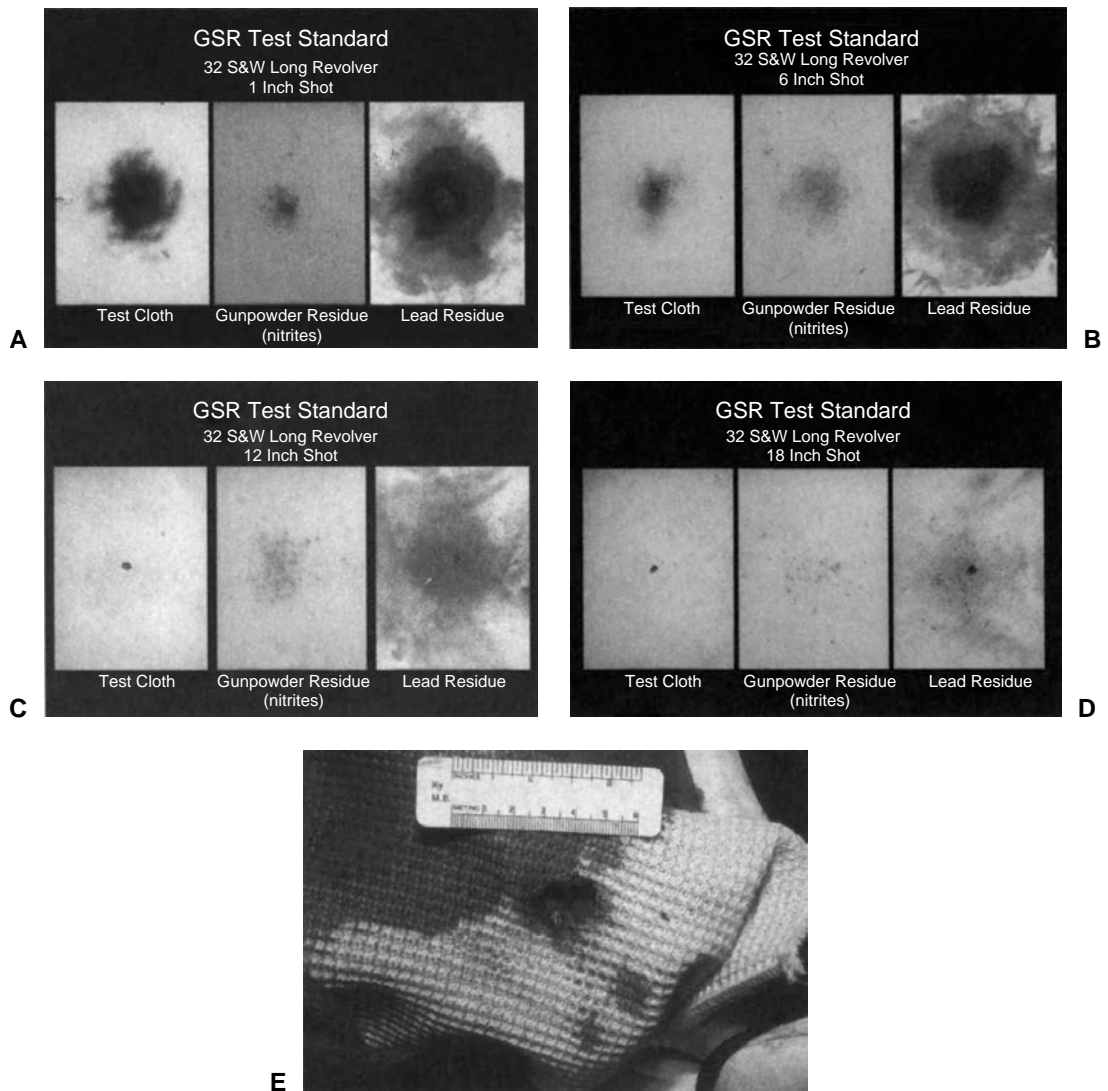 GSR Test Standard
32 S&W Long Revolver
1 Inch Shot
Test Cloth
Gunpowder Residue
(nitrites)
Lead Residue
A
GSR Test Standard
32 S&W Long Revolver
6 Inch Shot
Test Cloth
Gunpowder Residue
(nitrites)
Lead Residue
B
GSR Test Standard
32 S&W Long Revolver
12 Inch Shot
Test Cloth
Gunpowder Residue
(nitrites)
Lead Residue
C
GSR Test Standard
32 S&W Long Revolver
18 Inch Shot
Test Cloth
Gunpowder Residue
(nitrites)
Lead Residue
D
INCHES
Ky
M.E.
METRIC
E